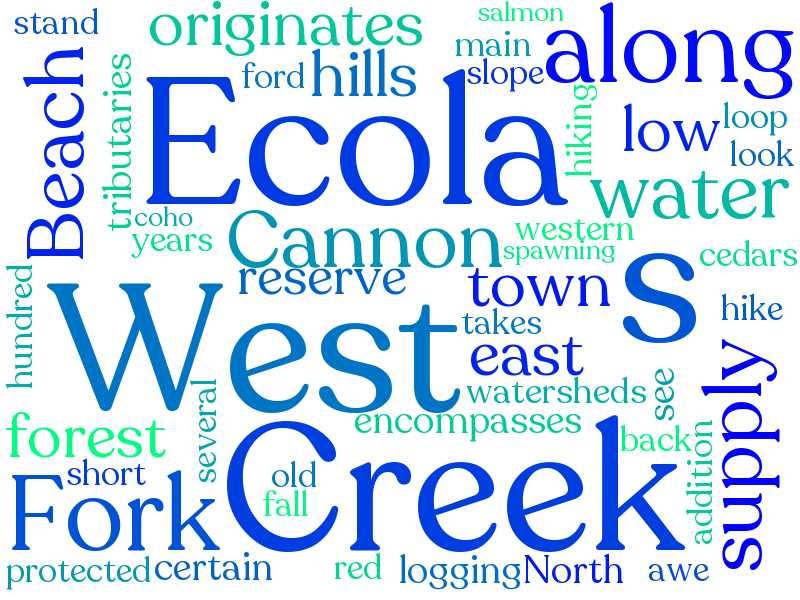 stand
originates
salmon
main
along
Beach
tributaries
ford
hills
slope
Ecola
hiking
low
loop
look
water
coho
years
Cannon
western
spawning
cedars
s
hundred
reserve
town
hike
West
takes
east
supply
several
watersheds
see
encompasses
forest
back
addition
short
Fork
old
fall
Creek
protected
certain
red
logging
North
awe